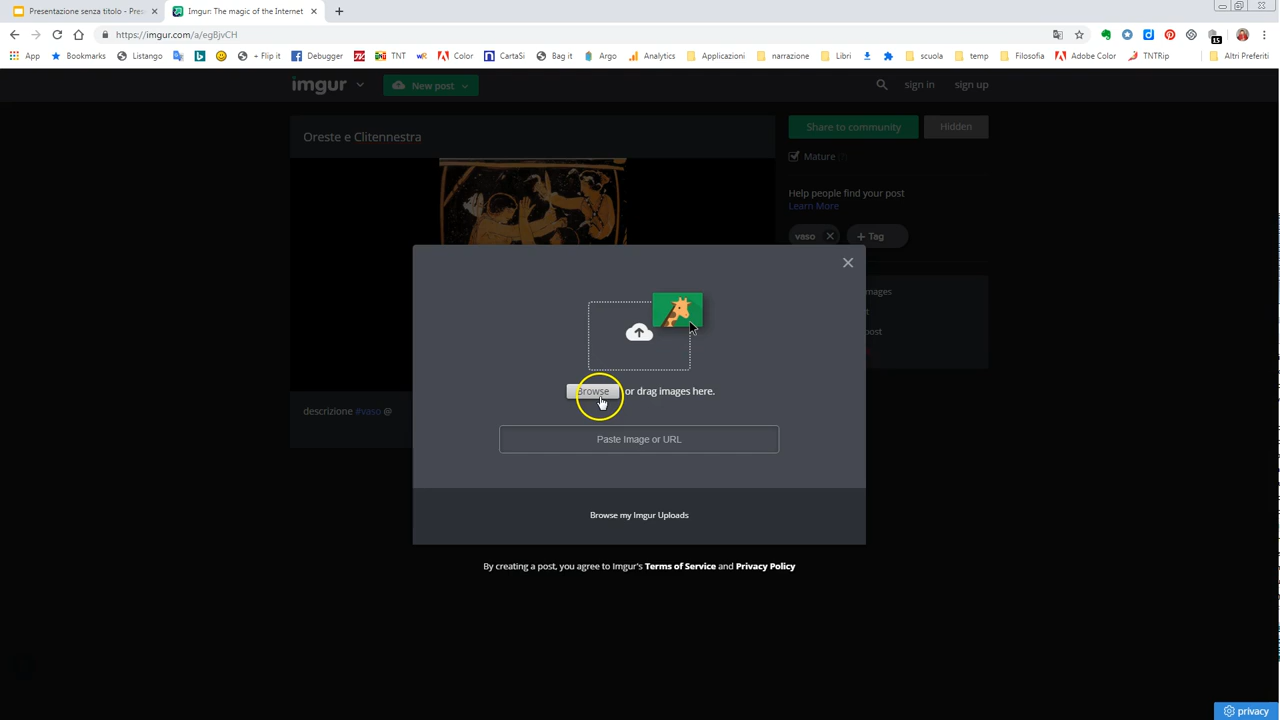 Presentazione senza titolo - Pres
Imgur: The magic of the Internet
https://imgur.com/a/eg8jvCH
App Bookmarks Listango + Flip it Debugger TNT Color CartaSi Bag it Argo Analytics Applicazioni narrazione Libri scuola temp Filosofia Adobe Color TNTRip Altri Preferiti
15
imgur New post sign in sign up
Oreste e Clitennestra
Share to community Hidden
Mature
Help people find your post
Learn More
vaso + Tag
mages
t
post
Browse or drag images here.
descrizione #vaso @
Paste Image or URL
Browse my Imgur Uploads
By creating a post, you agree to Imgur's Terms of Service and Privacy Policy
privacy